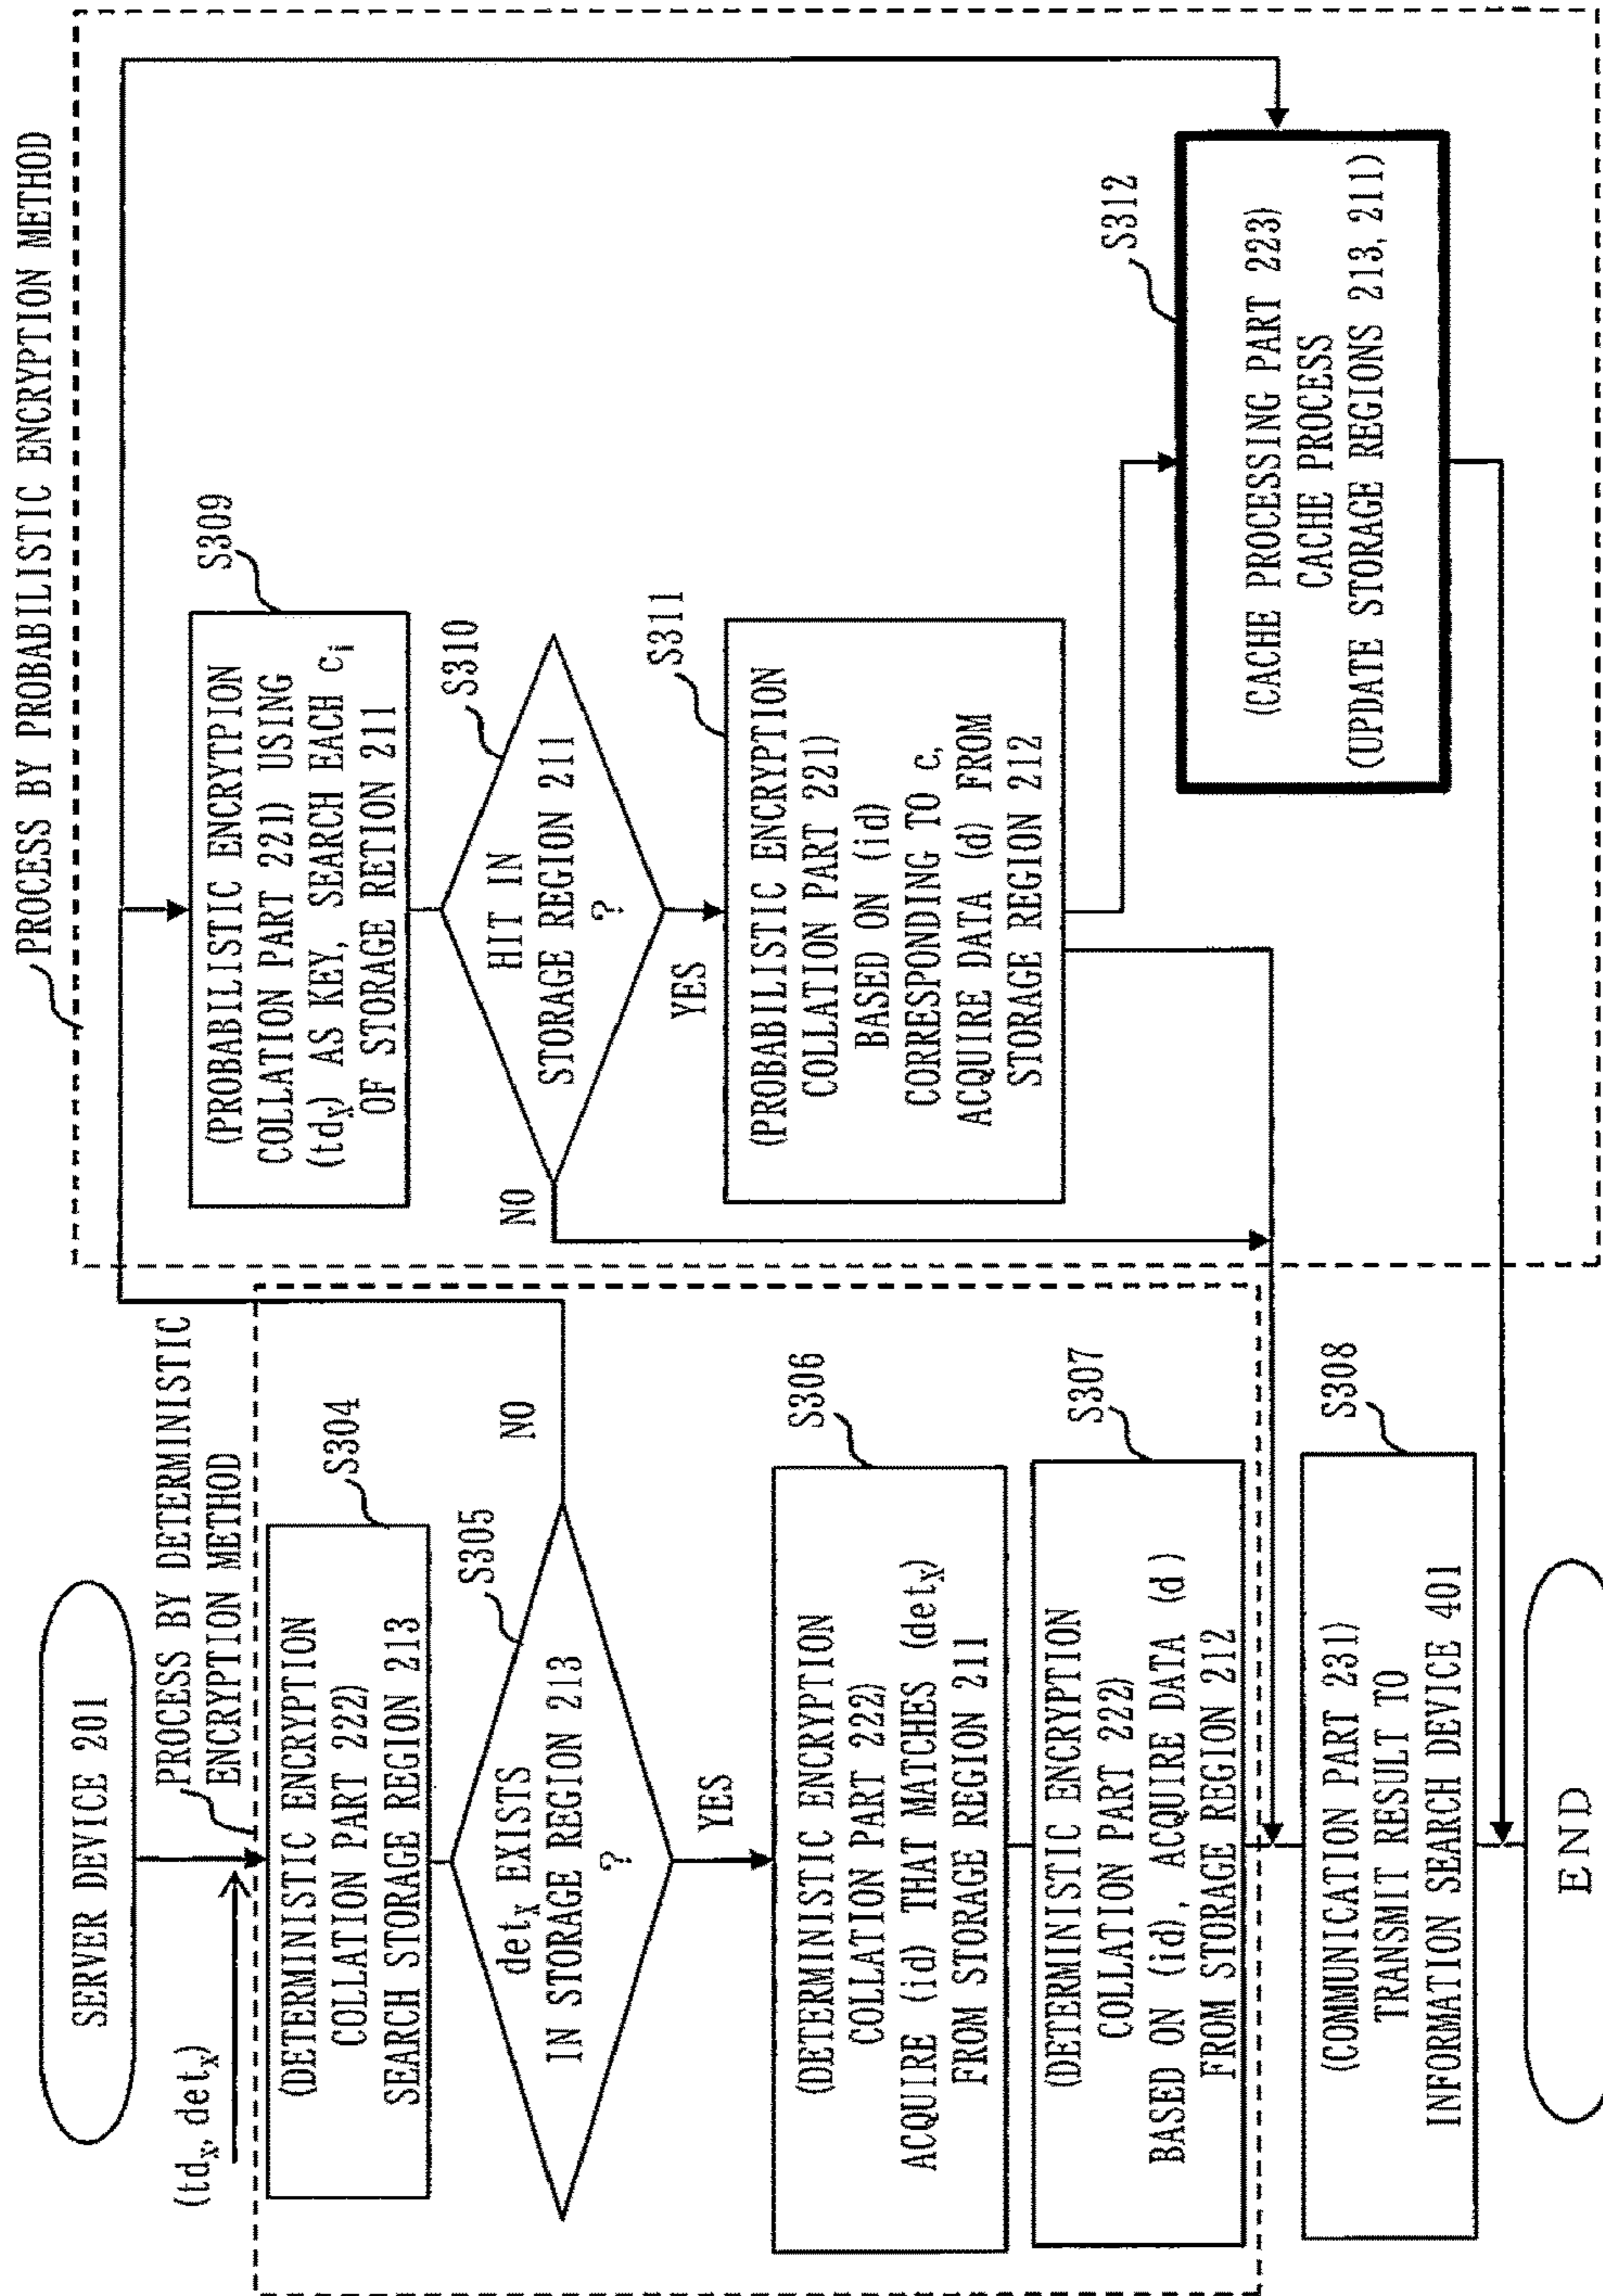 SERVER DEVICE 201
(td_x, det_x)
PROCESS BY DETERMINISTIC
ENCRYPTION METHOD
S304
(DETERMINISTIC ENCRYPTION
COLLATION PART 222)
SEARCH STORAGE REGION 213
S305
det_x EXISTS
IN STORAGE REGION 213
?
NO
YES
S306
(DETERMINISTIC ENCRYPTION
COLLATION PART 222)
ACQUIRE (id) THAT MATCHES (det_x)
FROM STORAGE REGION 211
S307
(DETERMINISTIC ENCRYPTION
COLLATION PART 222)
BASED ON (id), ACQUIRE DATA (d)
FROM STORAGE REGION 212
S308
(COMMUNICATION PART 231)
TRANSMIT RESULT TO
INFORMATION SEARCH DEVICE 401
END
PROCESS BY PROBABILISTIC ENCRYPTION METHOD
S309
(PROBABILISTIC ENCRYTPION
COLLATION PART 221) USING
(td_x) AS KEY, SEARCH EACH c_i
OF STORAGE RETION 211
S310
HIT IN
STORAGE REGION 211
?
NO
YES
S311
(PROBABILISTIC ENCRYPTION
COLLATION PART 221)
BASED ON (id)
CORRESPONDING TO c,
ACQUIRE DATA (d) FROM
STORAGE REGION 212
S312
(CACHE PROCESSING PART 223)
CACHE PROCESS
(UPDATE STORAGE REGIONS 213, 211)